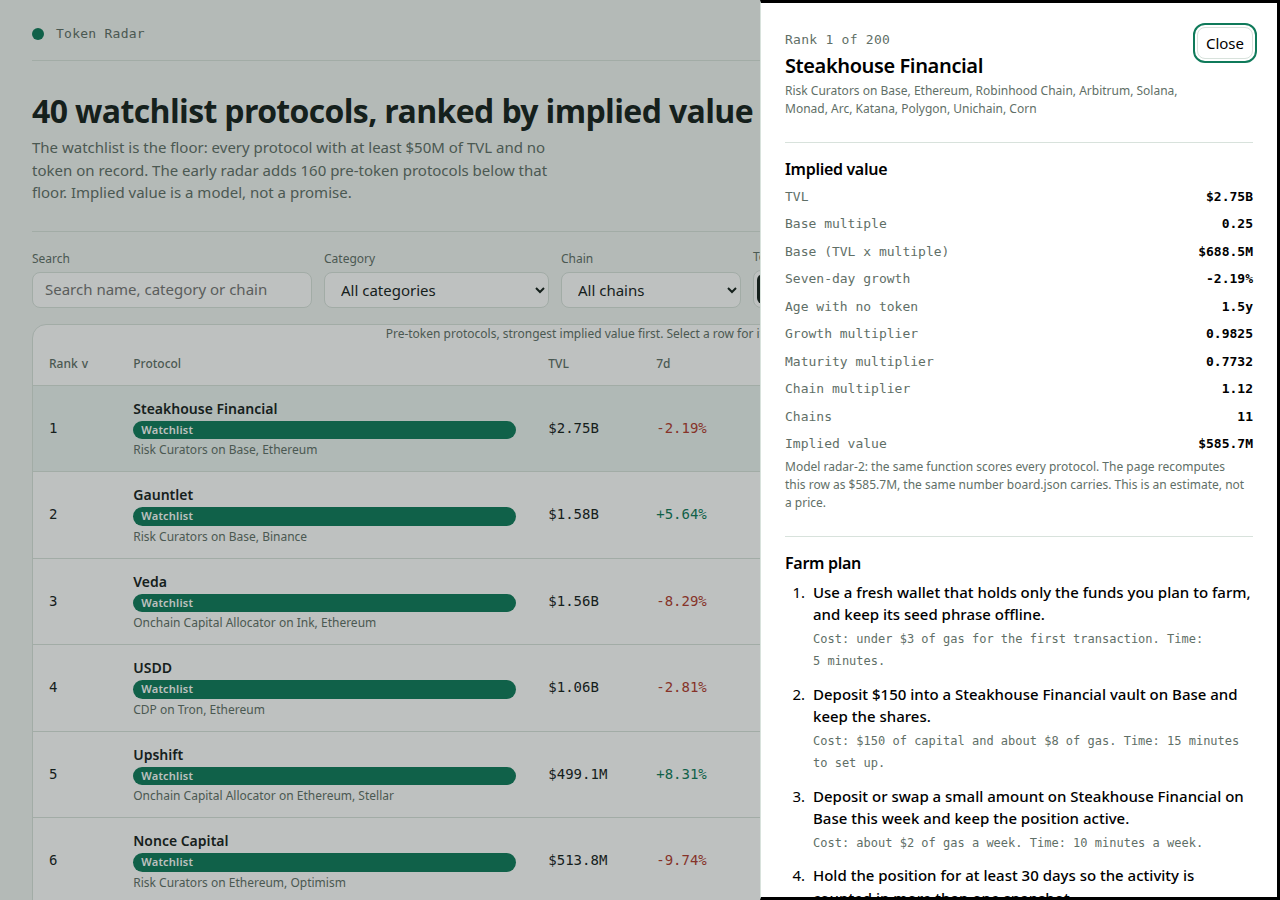 Token Radar
40 watchlist protocols, ranked by implied value
The watchlist is the floor: every protocol with at least $50M of TVL and no
token on record. The early radar adds 160 pre-token protocols below that
floor. Implied value is a model, not a promise.
Search
Category
Chain
Search name, category or chain
All categories
All chains
Pre-token protocols, strongest implied value first. Select a row for
Rank v
Protocol
TVL
7d
1
Steakhouse Financial
Watchlist
Risk Curators on Base, Ethereum
$2.75B
-2.19%
2
Gauntlet
Watchlist
Risk Curators on Base, Binance
$1.58B
+5.64%
3
Veda
Watchlist
Onchain Capital Allocator on Ink, Ethereum
$1.56B
-8.29%
4
USDD
Watchlist
CDP on Tron, Ethereum
$1.06B
-2.81%
5
Upshift
Watchlist
Onchain Capital Allocator on Ethereum, Stellar
$499.1M
+8.31%
6
Nonce Capital
Watchlist
Risk Curators on Ethereum, Optimism
$513.8M
-9.74%
Rank 1 of 200
Close
Steakhouse Financial
Risk Curators on Base, Ethereum, Robinhood Chain, Arbitrum, Solana,
Monad, Arc, Katana, Polygon, Unichain, Corn
Implied value
TVL $2.75B
Base multiple 0.25
Base (TVL x multiple) $688.5M
Seven-day growth -2.19%
Age with no token 1.5y
Growth multiplier 0.9825
Maturity multiplier 0.7732
Chain multiplier 1.12
Chains 11
Implied value $585.7M
Model radar-2: the same function scores every protocol. The page recomputes
this row as $585.7M, the same number board.json carries. This is an estimate, not
a price.
Farm plan
1. Use a fresh wallet that holds only the funds you plan to farm,
and keep its seed phrase offline.
Cost: under $3 of gas for the first transaction. Time:
5 minutes.
2. Deposit $150 into a Steakhouse Financial vault on Base and
keep the shares.
Cost: $150 of capital and about $8 of gas. Time: 15 minutes
to set up.
3. Deposit or swap a small amount on Steakhouse Financial on
Base this week and keep the position active.
Cost: about $2 of gas a week. Time: 10 minutes a week.
4. Hold the position for at least 30 days so the activity is
counted in more than one snapshot.